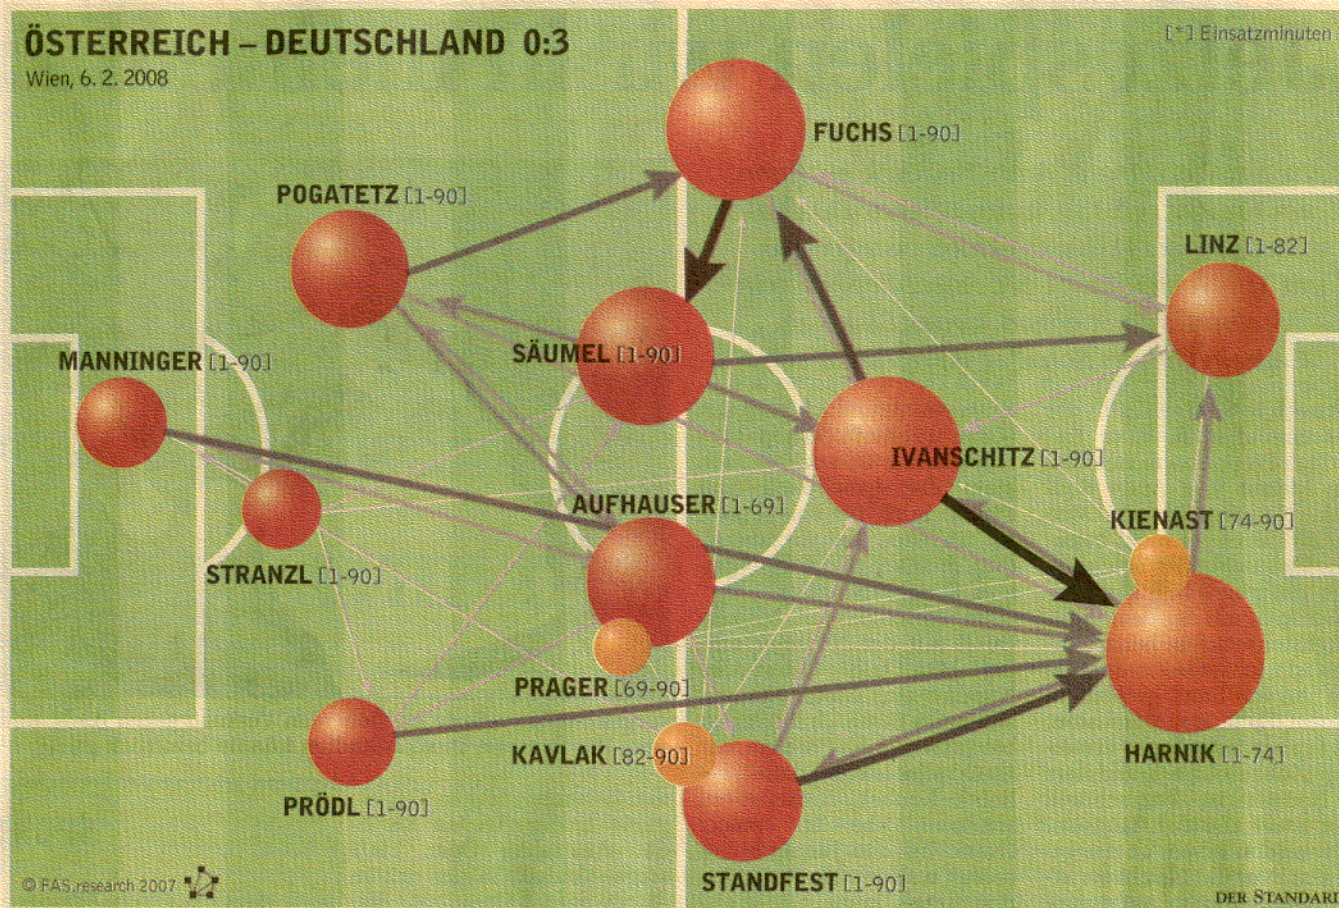 ÖSTERREICH – DEUTSCHLAND 0:3
Wien, 6. 2. 2008
[*] Einsatzminuten
FUCHS [1-90]
POGATETZ [1-90]
LINZ [1-82]
SÄUMEL [1-90]
MANNINGER [1-90]
IVANSCHITZ [1-90]
AUFHAUSER [1-69]
KIENAST [74-90]
STRANZL [1-90]
PRAGER [69-90]
KAVLAK [82-90]
HARNIK [1-74]
PRÖDL [1-90]
STANDFEST [1-90]
© FAS.research 2007
DER STANDARD